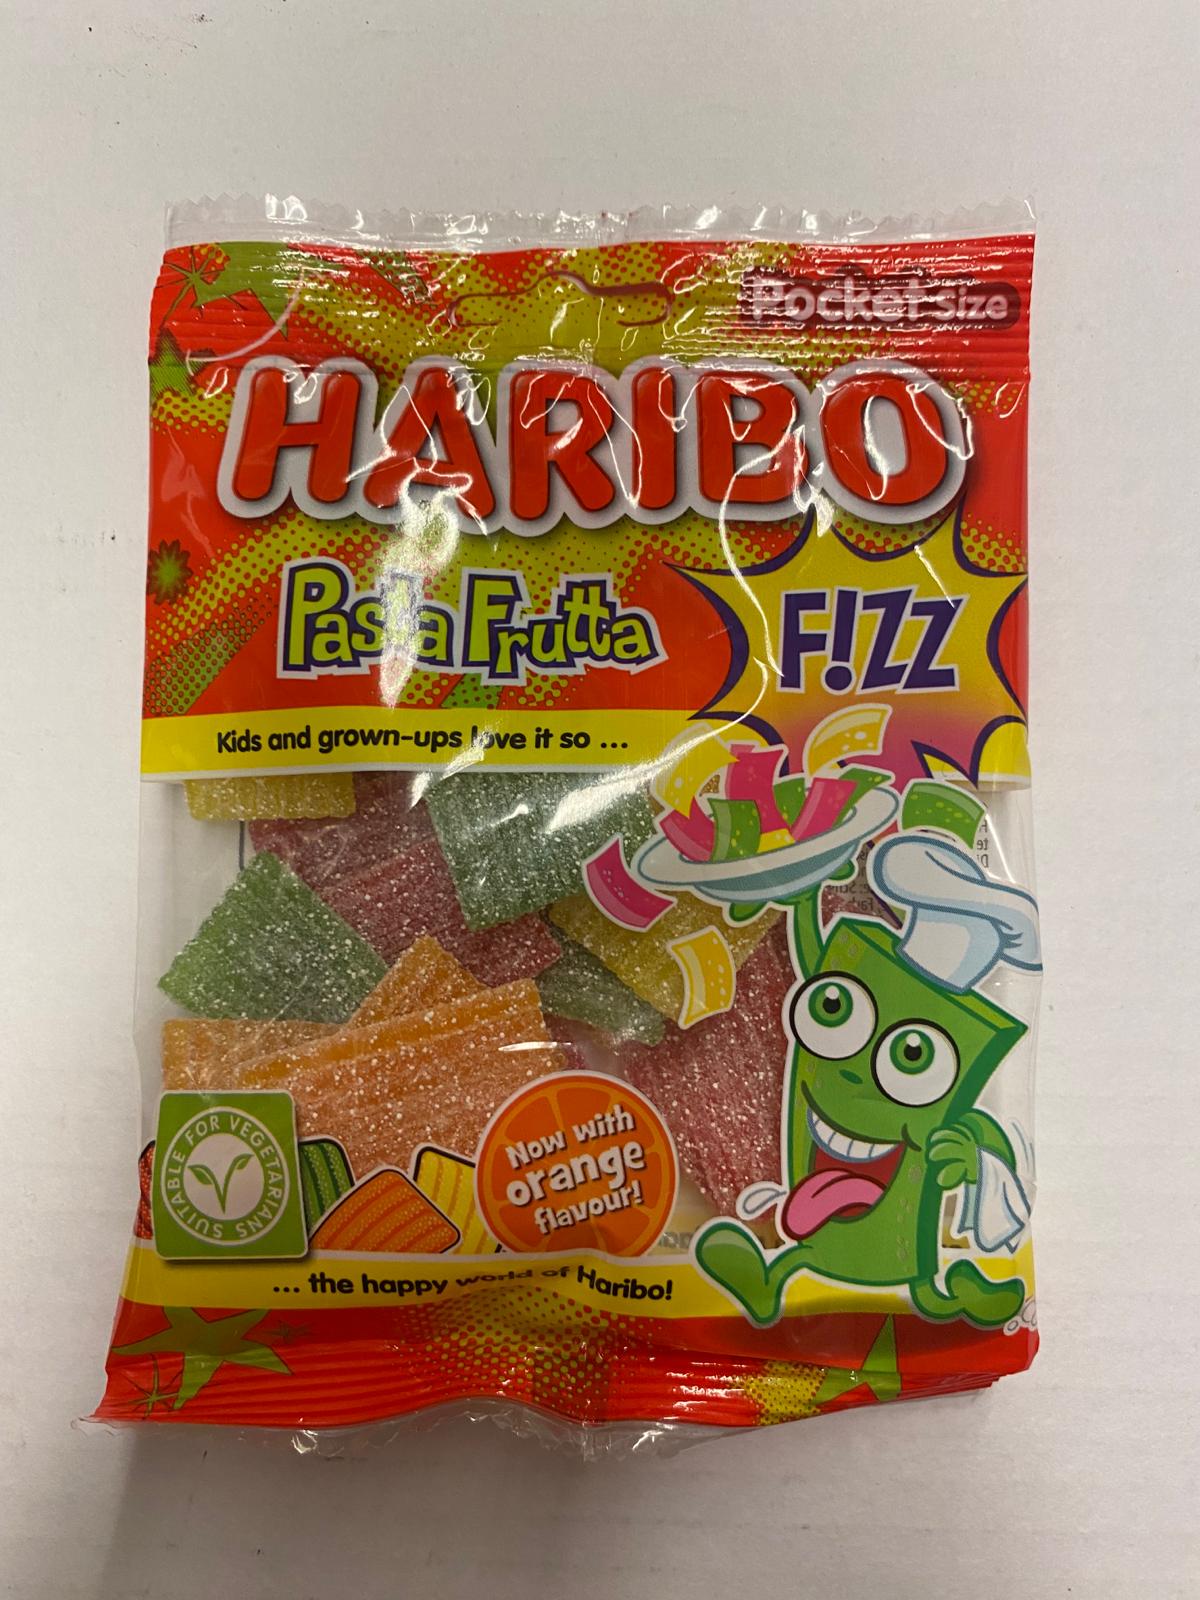 Pocket size
HARIBO
Pasta Frutta
F!ZZ
Kids and grown-ups love it so ...
SUITABLE FOR VEGETARIANS
Now with
orange
flavour!
... the happy world of Haribo!